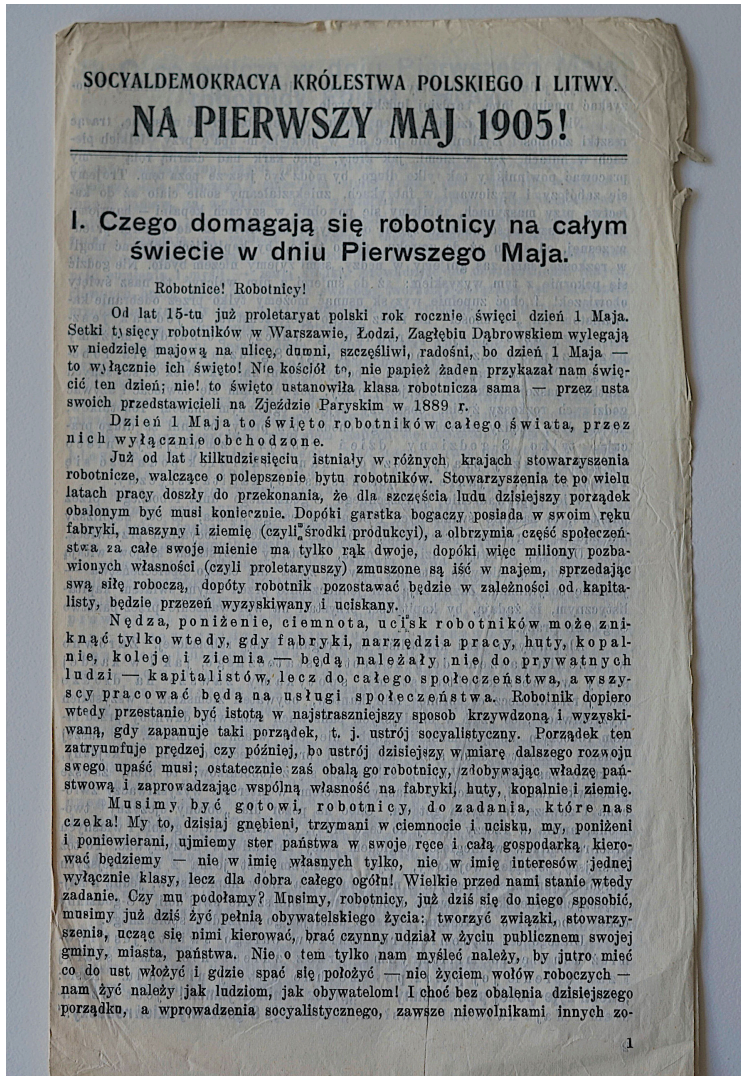 SOCYALDEMOKRACYA KRÓLESTWA POLSKIEGO I LITWY.
NA PIERWSZY MAJ 1905!
I. Czego domagają się robotnicy na całym
świecie w dniu Pierwszego Maja.
Robotnice! Robotnicy!
Od lat 15-tu już proletaryat polski rok rocznie święci dzień 1 Maja.
Setki tysięcy robotników w Warszawie, Łodzi, Zagłębiu Dąbrowskiem wylegają
w niedzielę majową na ulicę, dumni, szczęśliwi, radośni, bo dzień 1 Maja —
to wyłącznie ich święto! Nie kościół to, nie papież żaden przykazał nam świę-
cić ten dzień; nie! to święto ustanowiła klasa robotnicza sama — przez usta
swoich przedstawicieli na Zjeździe Paryskim w 1889 r.
Dzień 1 Maja to święto robotników całego świata, przez
nich wyłącznie obchodzone.
Już od lat kilkudziesięciu istniały w różnych krajach stowarzyszenia
robotnicze, walczące o polepszenie bytu robotników. Stowarzyszenia te po wielu
latach pracy doszły do przekonania, że dla szczęścia ludu dzisiejszy porządek
obalonym być musi koniecznie. Dopóki garstka bogaczy posiada w swoim ręku
fabryki, maszyny i ziemię (czyli środki produkcyi), a olbrzymia część społeczeń-
stwa za całe swoje mienie ma tylko rąk dwoje, dopóki więc miliony pozba-
wionych własności (czyli proletaryuszy) zmuszone są iść w najem, sprzedając
swą siłę roboczą, dopóty robotnik pozostawać będzie w zależności od kapita-
listy, będzie przezeń wyzyskiwany i uciskany.
Nędza, poniżenie, ciemnota, ucisk robotników może zni-
knąć tylko wtedy, gdy fabryki, narzędzia pracy, huty, kopal-
nie, koleje i ziemia — będą należały nie do prywatnych
ludzi — kapitalistów, lecz do całego społeczeństwa, a wszy-
scy pracować będą na usługi społeczeństwa. Robotnik dopiero
wtedy przestanie być istotą w najstraszniejszy sposob krzywdzoną i wyzyski-
waną, gdy zapanuje taki porządek, t. j. ustrój socyalistyczny. Porządek ten
zatryumfuje prędzej czy później, bo ustrój dzisiejszy w miarę dalszego rozwoju
swego upaść musi; ostatecznie zaś obalą go robotnicy, zdobywając władzę pań-
stwową i zaprowadzając wspólną własność na fabryki, huty, kopalnie i ziemię.
Musimy być gotowi, robotnicy, do zadania, które nas
czeka! My to, dzisiaj gnębieni, trzymani w ciemnocie i ucisku, my, poniżeni
i poniewierani, ujmiemy ster państwa w swoje ręce i całą gospodarką kiero-
wać będziemy — nie w imię własnych tylko, nie w imię interesów jednej
wyłącznie klasy, lecz dla dobra całego ogółu! Wielkie przed nami stanie wtedy
zadanie. Czy mu podołamy? Musimy, robotnicy, już dziś się do niego sposobić,
musimy już dziś żyć pełnią obywatelskiego życia: tworzyć związki, stowarzy-
szenia, ucząc się nimi kierować, brać czynny udział w życiu publicznem swojej
gminy, miasta, państwa. Nie o tem tylko nam myśleć należy, by jutro mieć
co do ust włożyć i gdzie spać się położyć — nie życiem wołów roboczych —
nam żyć należy jak ludziom, jak obywatelom! I choć bez obalenia dzisiejszego
porządku, a wprowadzenia socyalistycznego, zawsze niewolnikami innych zo-
1